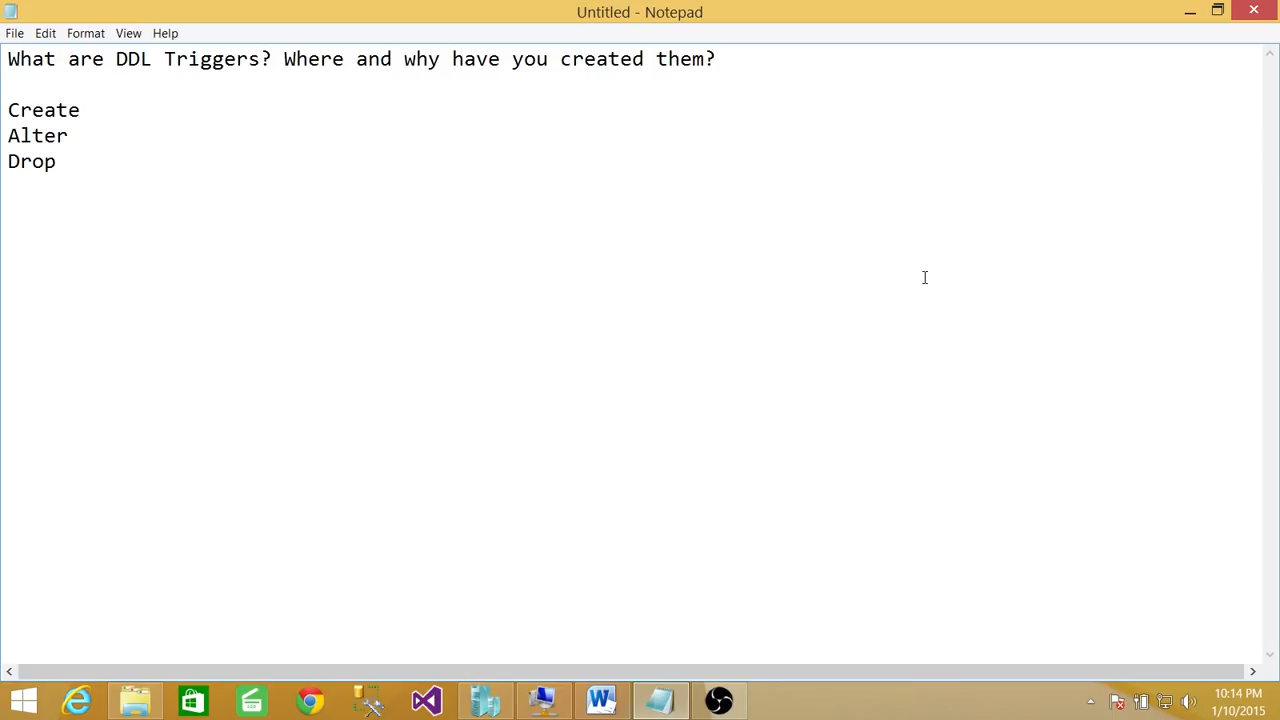 Untitled - Notepad
File Edit Format View Help
What are DDL Triggers? Where and why have you created them?
Create
Alter
Drop
10:14 PM
1/10/2015